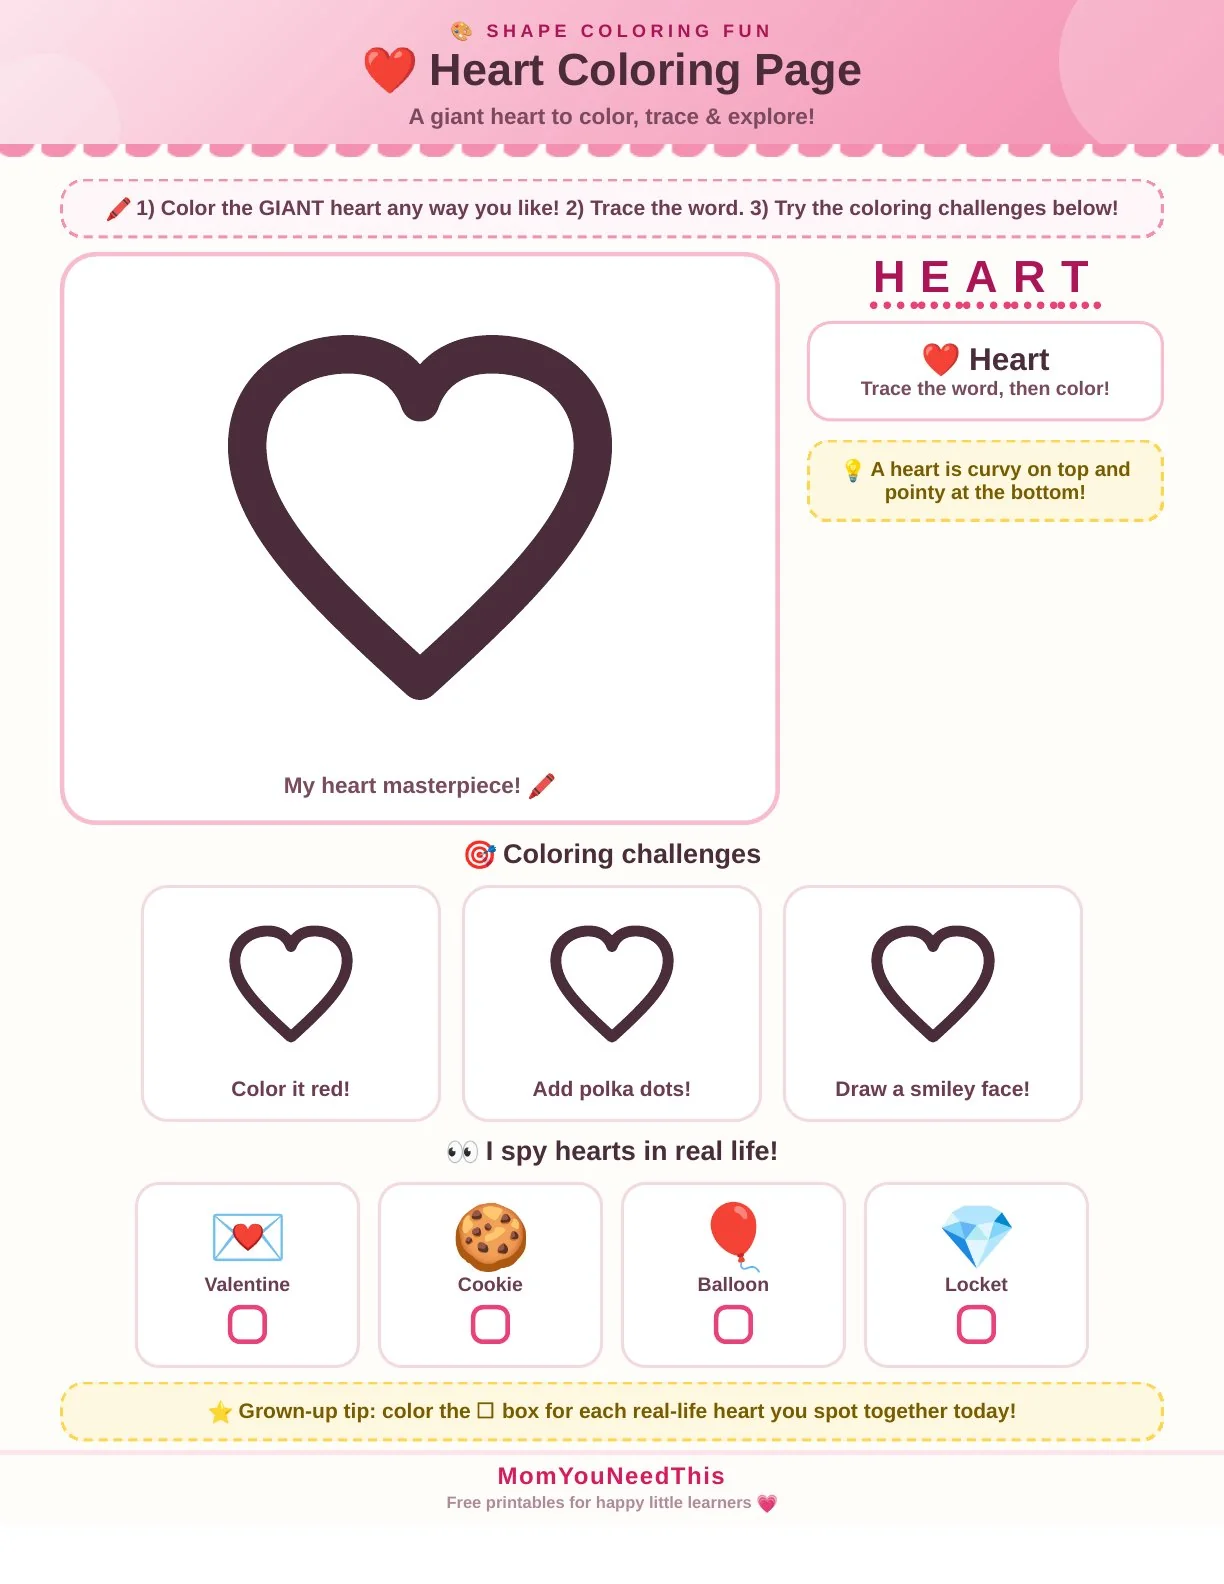 🎨 SHAPE COLORING FUN
❤️ Heart Coloring Page
A giant heart to color, trace & explore!
🖍️ 1) Color the GIANT heart any way you like! 2) Trace the word. 3) Try the coloring challenges below!
HEART
❤️ Heart
Trace the word, then color!
💡 A heart is curvy on top and
pointy at the bottom!
My heart masterpiece! 🖍️
🎯 Coloring challenges
Color it red!
Add polka dots!
Draw a smiley face!
👀 I spy hearts in real life!
Valentine
Cookie
Balloon
Locket
⭐ Grown-up tip: color the ☐ box for each real-life heart you spot together today!
MomYouNeedThis
Free printables for happy little learners 💗